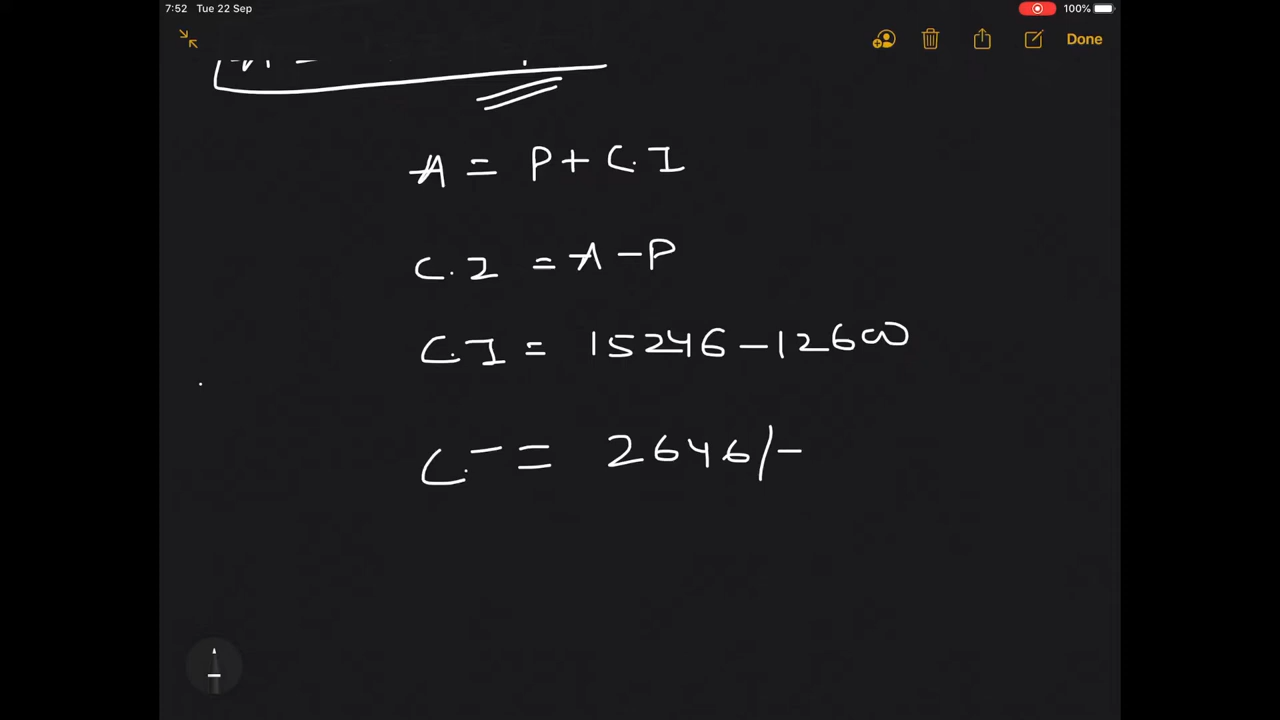 7:52 Tue 22 Sep
100%
Done
A = P + C.I
C.I = A - P
C.I = 15246 - 12600
C. = 2646/-